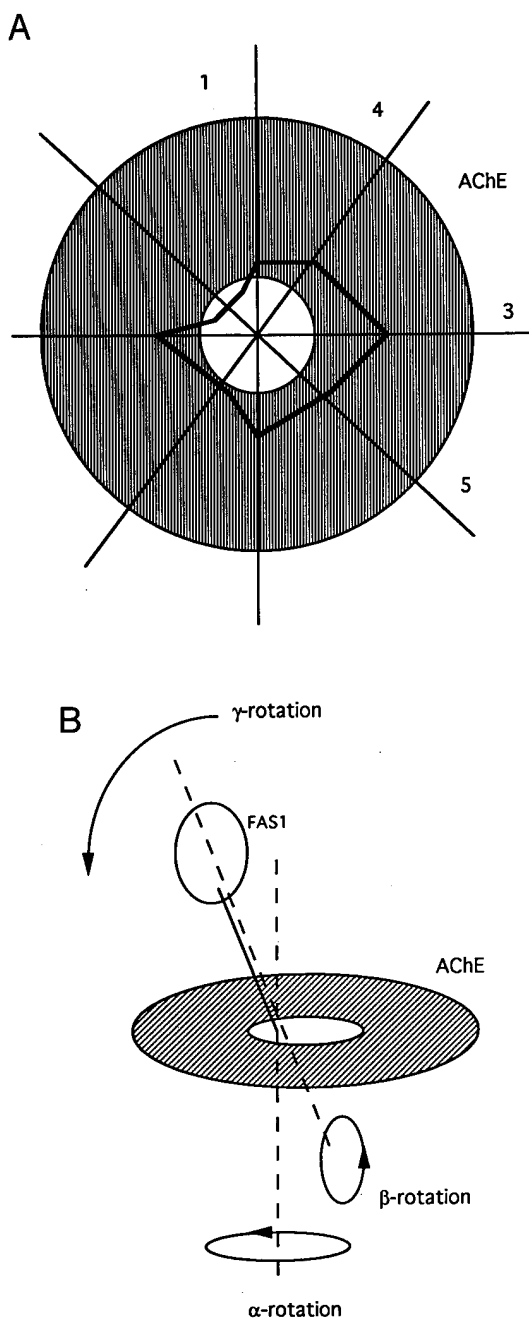 A
1
4
AChE
3
5
B
γ-rotation
FAS1
AChE
β-rotation
α-rotation